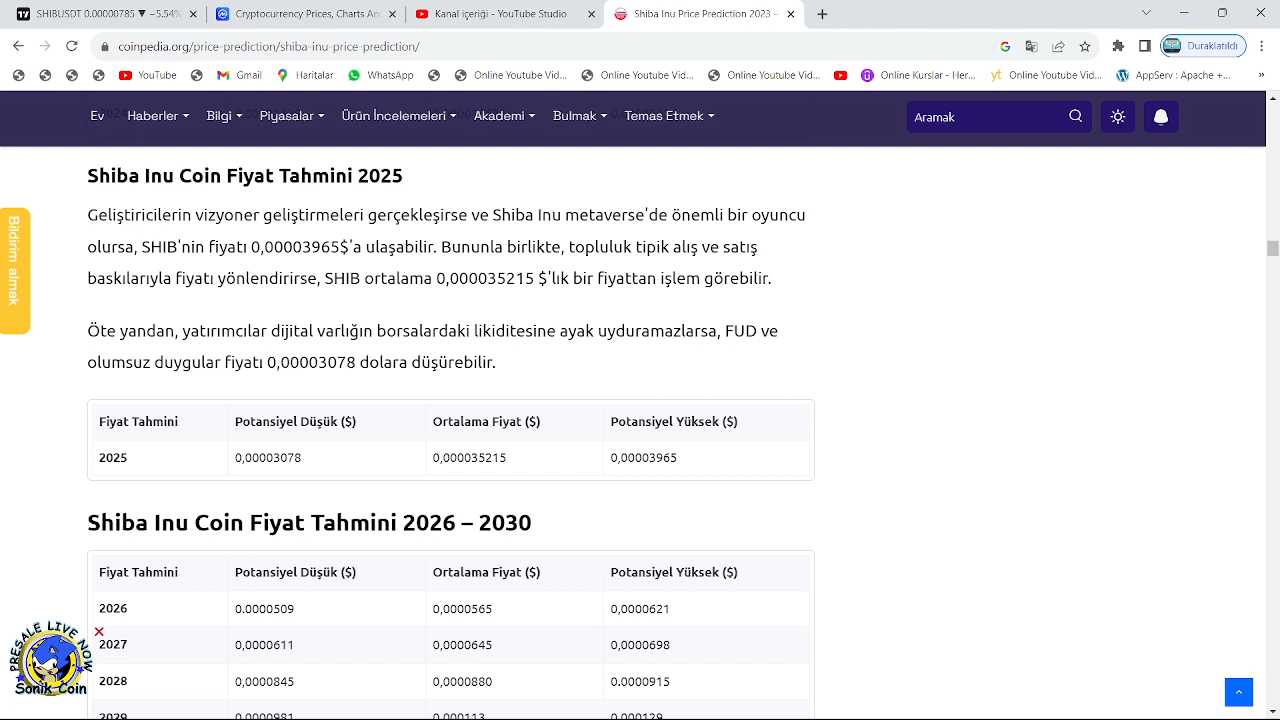 SHIBUSDT 0.00000785 ▼ −5.54%
Prices, Charts An
Kanal içeriği - YouTube Studio
Shiba Inu Price Prediction 2023 –
coinpedia.org/price-prediction/shiba-inu-price-prediction/
Duraklatıldı
YouTube
Gmail
Haritalar
WhatsApp
Online Youtube Vid...
Online Youtube Vid...
Online Youtube Vid...
Online Kurslar - Her...
Online Youtube Vid...
AppServ Apache +...
Ev
Haberler
Bilgi
Piyasalar
Ürün İncelemeleri
Akademi
Bulmak
Temas Etmek
Aramak
Bildirim almak
Shiba Inu Coin Fiyat Tahmini 2025
Geliştiricilerin vizyoner geliştirmeleri gerçekleşirse ve Shiba Inu metaverse'de önemli bir oyuncu
olursa, SHIB'nin fiyatı 0,00003965$'a ulaşabilir. Bununla birlikte, topluluk tipik alış ve satış
baskılarıyla fiyatı yönlendirirse, SHIB ortalama 0,000035215 $'lık bir fiyattan işlem görebilir.
Öte yandan, yatırımcılar dijital varlığın borsalardaki likiditesine ayak uyduramazlarsa, FUD ve
olumsuz duygular fiyatı 0,00003078 dolara düşürebilir.
Fiyat Tahmini Potansiyel Düşük ($) Ortalama Fiyat ($) Potansiyel Yüksek ($)
2025 0,00003078 0,000035215 0,00003965
Shiba Inu Coin Fiyat Tahmini 2026 – 2030
Fiyat Tahmini Potansiyel Düşük ($) Ortalama Fiyat ($) Potansiyel Yüksek ($)
2026 0.0000509 0,0000565 0,0000621
2027 0,0000611 0,0000645 0,0000698
2028 0,0000845 0,0000880 0.0000915
2029 0,0000981 0,000113 0,000129
PRESALE LIVE NOW
Sonik Coin